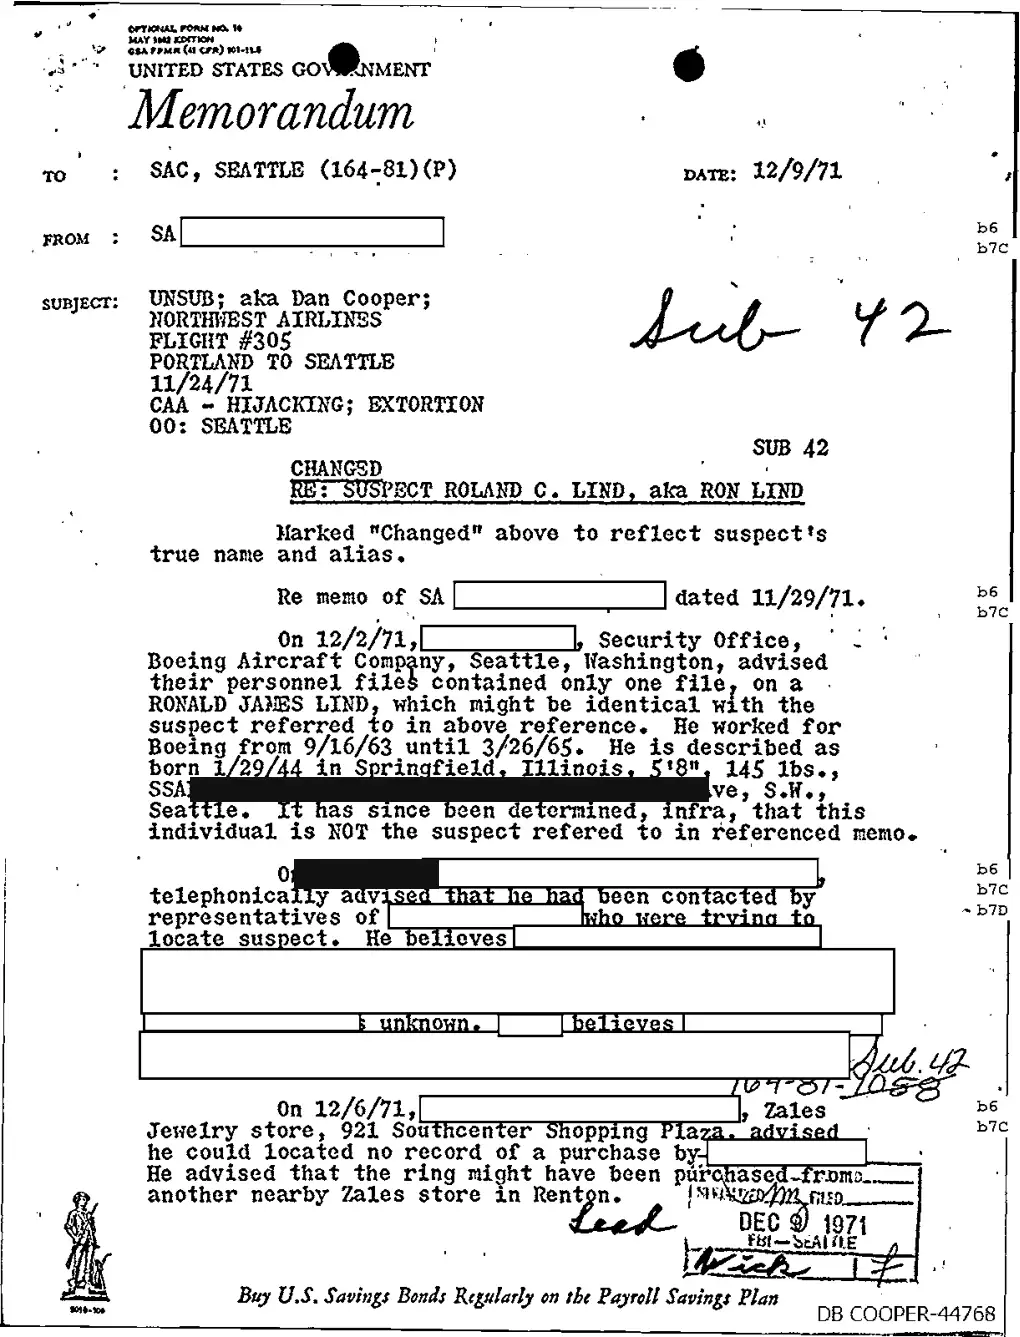 OPTIONAL FORM NO. 10
MAY 1962 EDITION
GSA FPMR (41 CFR) 101-11.6
UNITED STATES GOVERNMENT
Memorandum
TO : SAC, SEATTLE (164-81)(P) DATE: 12/9/71
FROM : SA
b6
b7C
SUBJECT: UNSUB; aka Dan Cooper;
NORTHWEST AIRLINES
FLIGHT #305
PORTLAND TO SEATTLE
11/24/71
CAA - HIJACKING; EXTORTION
OO: SEATTLE
Sub 42
SUB 42
CHANGED
RE: SUSPECT ROLAND C. LIND, aka RON LIND
Marked "Changed" above to reflect suspect's
true name and alias.
Re memo of SA dated 11/29/71.
b6
b7C
On 12/2/71, , Security Office,
Boeing Aircraft Company, Seattle, Washington, advised
their personnel files contained only one file, on a
RONALD JAMES LIND, which might be identical with the
suspect referred to in above reference. He worked for
Boeing from 9/16/63 until 3/26/65. He is described as
born 1/29/44 in Springfield, Illinois, 5'8", 145 lbs.,
SSA ve, S.W.,
Seattle. It has since been determined, infra, that this
individual is NOT the suspect refered to in referenced memo.
O ,
b6
b7C
b7D
telephonically advised that he had been contacted by
representatives of who were trying to
locate suspect. He believes
unknown. believes
Sub. 42
164-81-1058
On 12/6/71, , Zales
b6
b7C
Jewelry store, 921 Southcenter Shopping Plaza, advised
he could located no record of a purchase by
He advised that the ring might have been purchased from
another nearby Zales store in Renton.
Lead
FILED
DEC 9 1971
FBI - SEATTLE
5010-108
Buy U.S. Savings Bonds Regularly on the Payroll Savings Plan
DB COOPER-44768